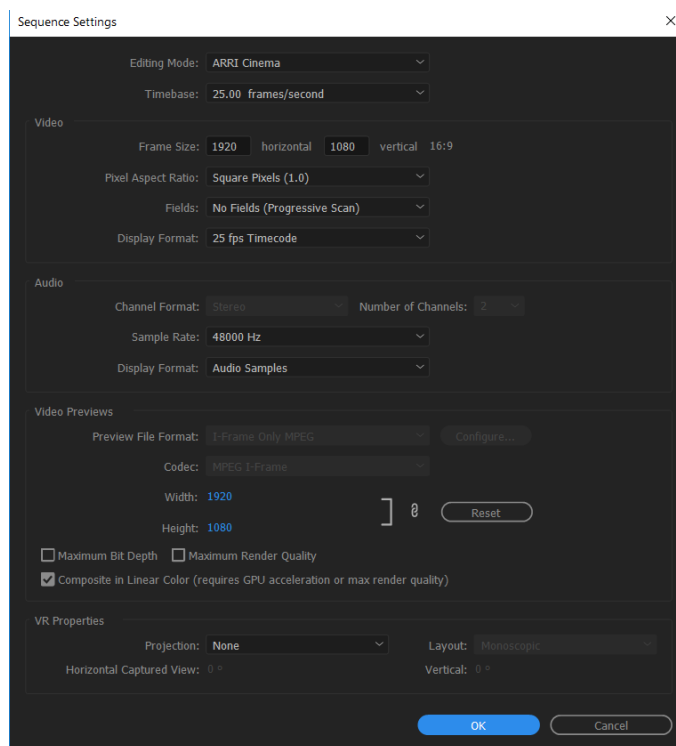 Sequence Settings
Editing Mode: ARRI Cinema
Timebase: 25.00 frames/second
Video
Frame Size: 1920 horizontal 1080 vertical 16:9
Pixel Aspect Ratio: Square Pixels (1.0)
Fields: No Fields (Progressive Scan)
Display Format: 25 fps Timecode
Audio
Channel Format: Stereo Number of Channels: 2
Sample Rate: 48000 Hz
Display Format: Audio Samples
Video Previews
Preview File Format: I-Frame Only MPEG Configure...
Codec: MPEG I-Frame
Width: 1920
Height: 1080
Reset
Maximum Bit Depth Maximum Render Quality
Composite in Linear Color (requires GPU acceleration or max render quality)
VR Properties
Projection: None Layout: Monoscopic
Horizontal Captured View: 0 ° Vertical: 0 °
OK Cancel